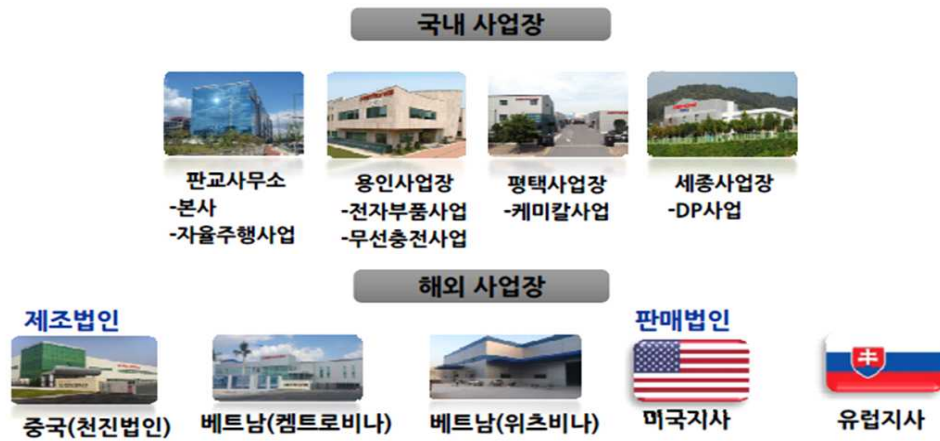 국내 사업장
판교사무소
-본사
-자율주행사업
용인사업장
-전자부품사업
-무선충전사업
평택사업장
-케미칼사업
세종사업장
-DP사업
해외 사업장
제조법인
판매법인
중국(천진법인)
베트남(켐트로비나)
베트남(위츠비나)
미국지사
유럽지사